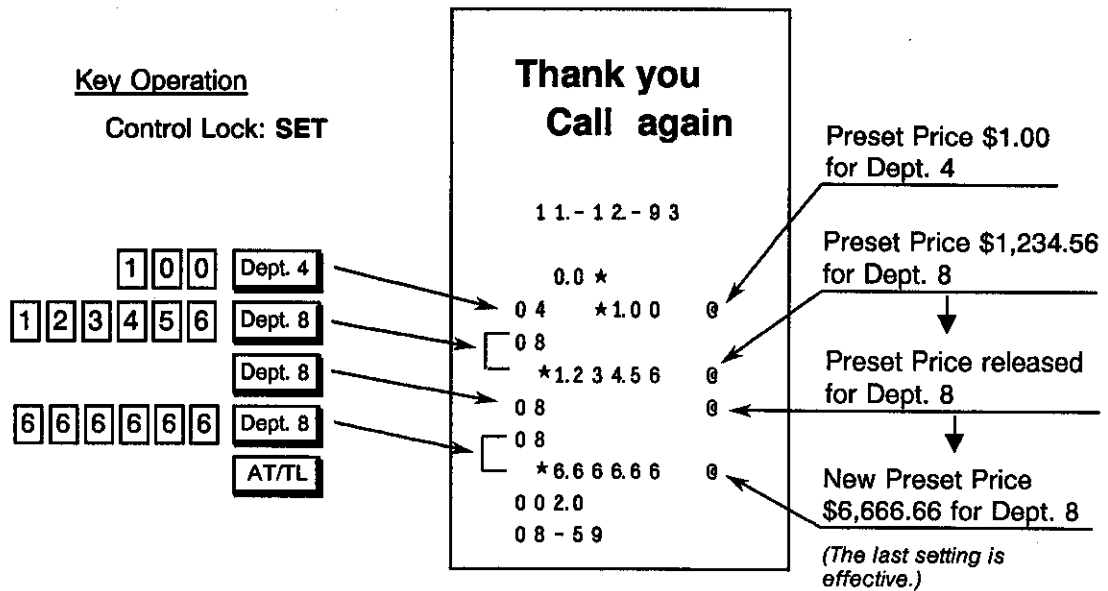 Key Operation
Control Lock: SET
1 0 0 Dept. 4
1 2 3 4 5 6 Dept. 8
Dept. 8
6 6 6 6 6 6 Dept. 8
AT/TL
Thank you
Call again
11.-12.-93
0.0 ★
04 ★1.00 @
08
★1.234.56 @
08 @
08
★6.666.66 @
002.0
08-59
Preset Price $1.00
for Dept. 4
Preset Price $1,234.56
for Dept. 8
Preset Price released
for Dept. 8
New Preset Price
$6,666.66 for Dept. 8
(The last setting is
effective.)